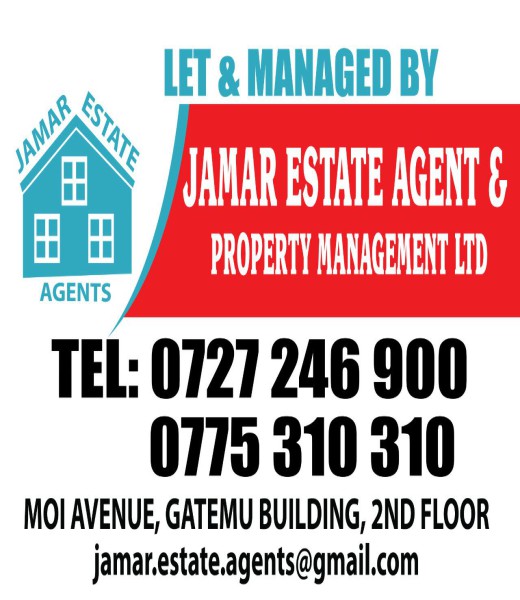 LET & MANAGED BY
JAMAR ESTATE
AGENTS
JAMAR ESTATE AGENT &
PROPERTY MANAGEMENT LTD
TEL: 0727 246 900
0775 310 310
MOI AVENUE, GATEMU BUILDING, 2ND FLOOR
jamar.estate.agents@gmail.com